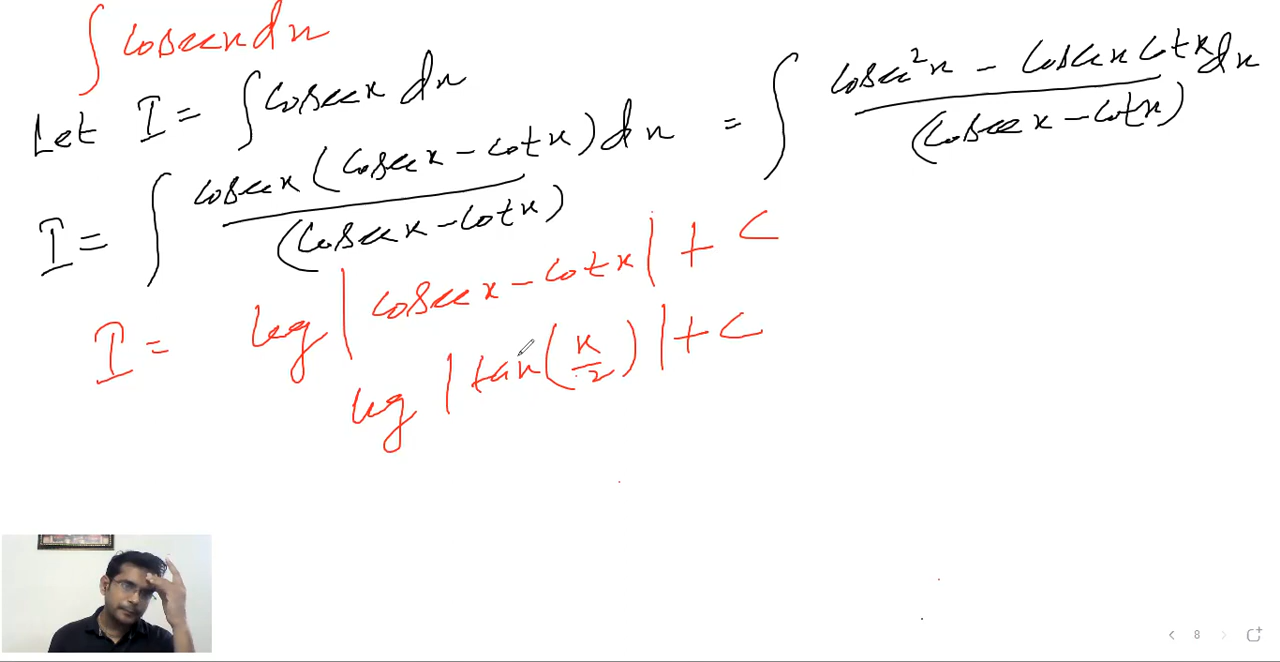 ∫ cosecx dx
Let I = ∫ cosecx dx
I = ∫ cosecx (cosecx - cotx) dx / (cosecx - cotx) = ∫ cosec²x - cosecx cotx dx / (cosecx - cotx)
I = log | cosecx - cotx | + C
log | tan (x/2) | + C
8